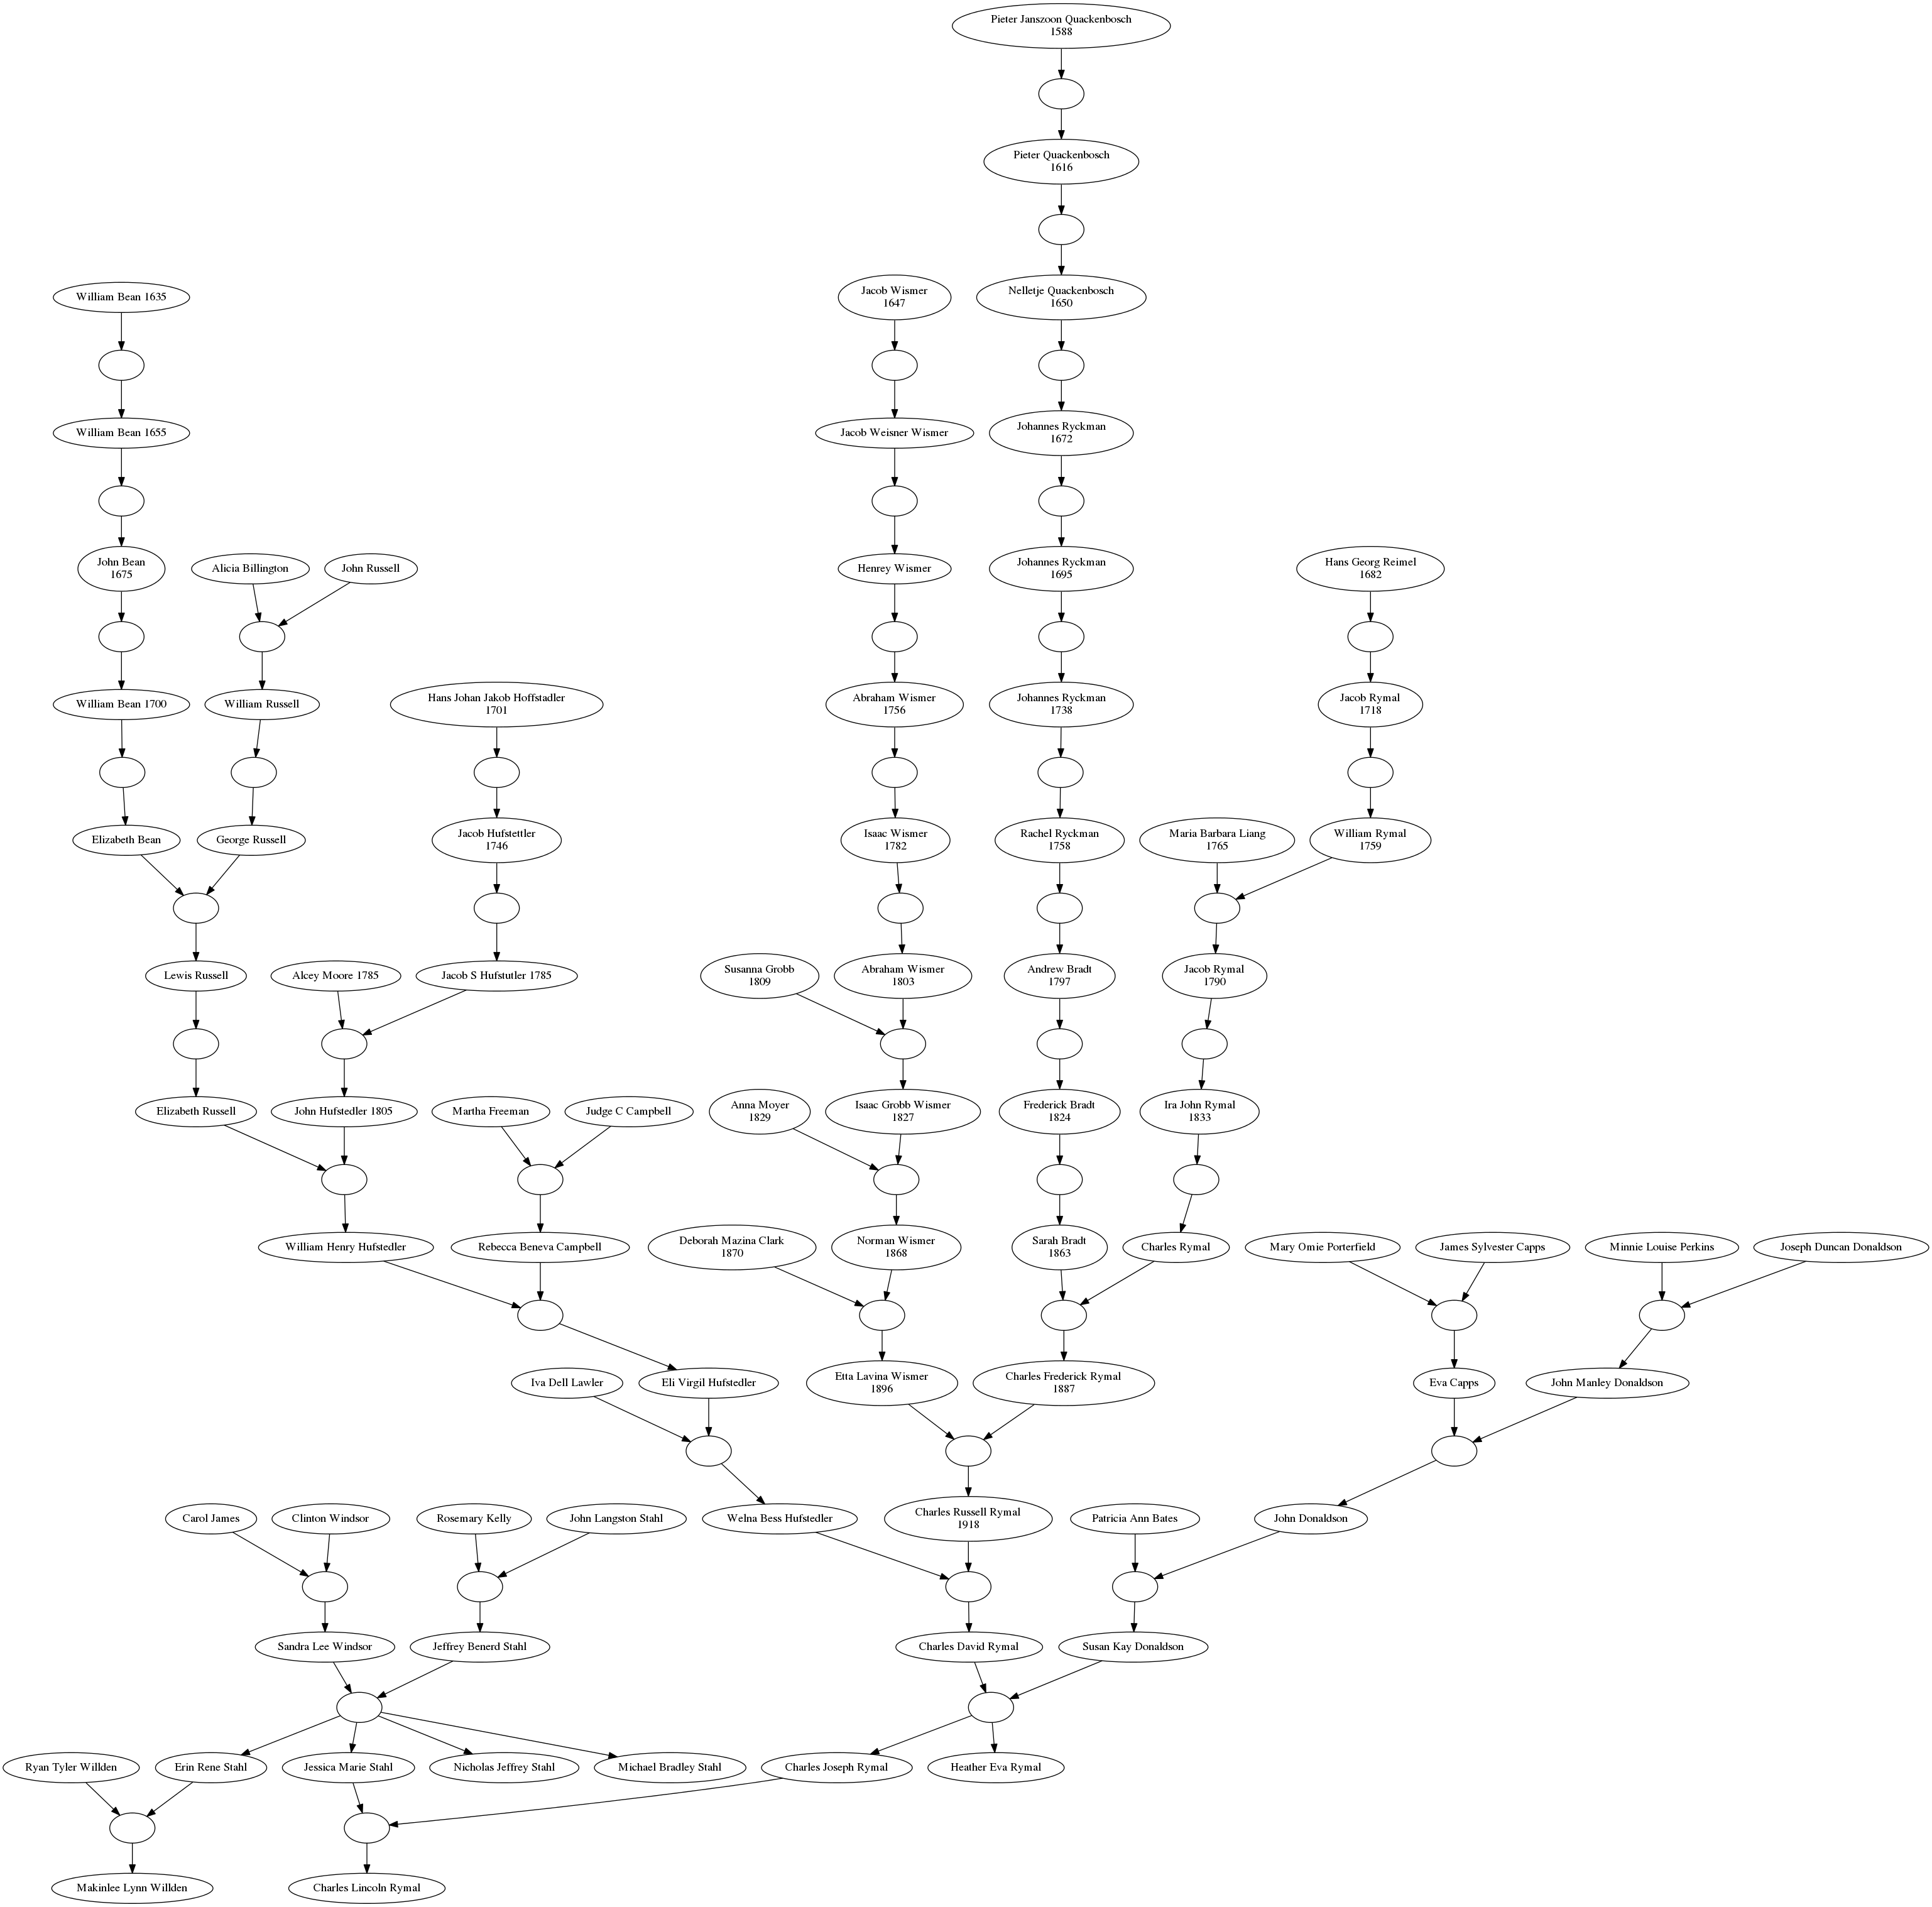 Pieter Janszoon Quackenbosch
1588
Pieter Quackenbosch
1616
William Bean 1635
Jacob Wismer
1647
Nelletje Quackenbosch
1650
William Bean 1655
Jacob Weisner Wismer
Johannes Ryckman
1672
John Bean
1675
Alicia Billington
John Russell
Henrey Wismer
Johannes Ryckman
1695
Hans Georg Reimel
1682
William Bean 1700
William Russell
Hans Johan Jakob Hoffstadler
1701
Abraham Wismer
1756
Johannes Ryckman
1738
Jacob Rymal
1718
Elizabeth Bean
George Russell
Jacob Hufstettler
1746
Isaac Wismer
1782
Rachel Ryckman
1758
Maria Barbara Liang
1765
William Rymal
1759
Lewis Russell
Alcey Moore 1785
Jacob S Hufstutler 1785
Susanna Grobb
1809
Abraham Wismer
1803
Andrew Bradt
1797
Jacob Rymal
1790
Elizabeth Russell
John Hufstedler 1805
Martha Freeman
Judge C Campbell
Anna Moyer
1829
Isaac Grobb Wismer
1827
Frederick Bradt
1824
Ira John Rymal
1833
William Henry Hufstedler
Rebecca Beneva Campbell
Deborah Mazina Clark
1870
Norman Wismer
1868
Sarah Bradt
1863
Charles Rymal
Mary Omie Porterfield
James Sylvester Capps
Minnie Louise Perkins
Joseph Duncan Donaldson
Iva Dell Lawler
Eli Virgil Hufstedler
Etta Lavina Wismer
1896
Charles Frederick Rymal
1887
Eva Capps
John Manley Donaldson
Carol James
Clinton Windsor
Rosemary Kelly
John Langston Stahl
Welna Bess Hufstedler
Charles Russell Rymal
1918
Patricia Ann Bates
John Donaldson
Sandra Lee Windsor
Jeffrey Benerd Stahl
Charles David Rymal
Susan Kay Donaldson
Ryan Tyler Willden
Erin Rene Stahl
Jessica Marie Stahl
Nicholas Jeffrey Stahl
Michael Bradley Stahl
Charles Joseph Rymal
Heather Eva Rymal
Makinlee Lynn Willden
Charles Lincoln Rymal